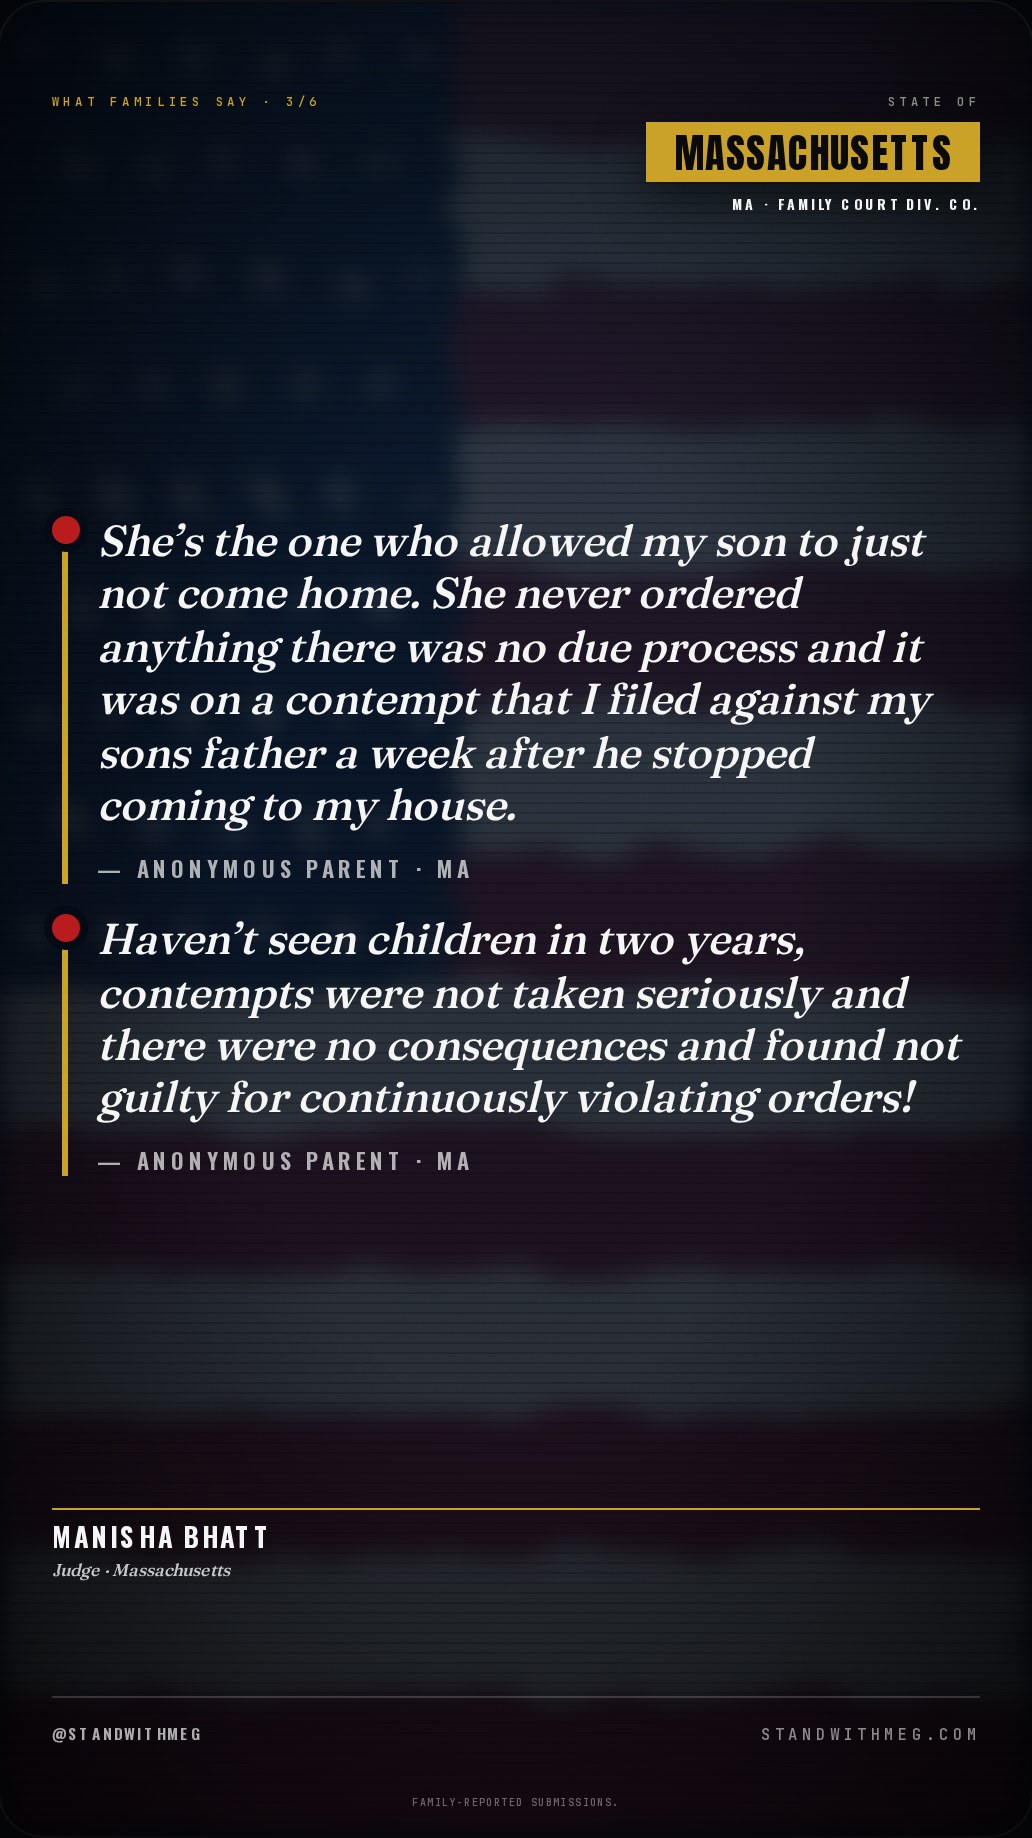 WHAT FAMILIES SAY · 3/6
STATE OF
MASSACHUSETTS
MA · FAMILY COURT DIV. CO.
She’s the one who allowed my son to just
not come home. She never ordered
anything there was no due process and it
was on a contempt that I filed against my
sons father a week after he stopped
coming to my house.
— ANONYMOUS PARENT · MA
Haven’t seen children in two years,
contempts were not taken seriously and
there were no consequences and found not
guilty for continuously violating orders!
— ANONYMOUS PARENT · MA
MANISHA BHATT
Judge · Massachusetts
@STANDWITHMEG
STANDWITHMEG.COM
FAMILY-REPORTED SUBMISSIONS.